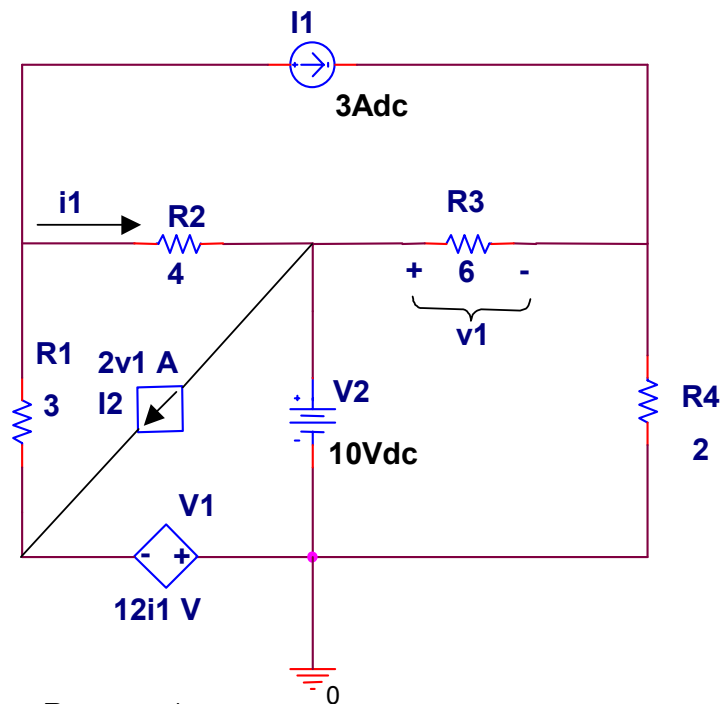 I1
3Adc
i1
R2
4
R3
+ 6 -
v1
R1
3
2v1 A
I2
+
-
V2
10Vdc
R4
2
V1
- +
12i1 V
0